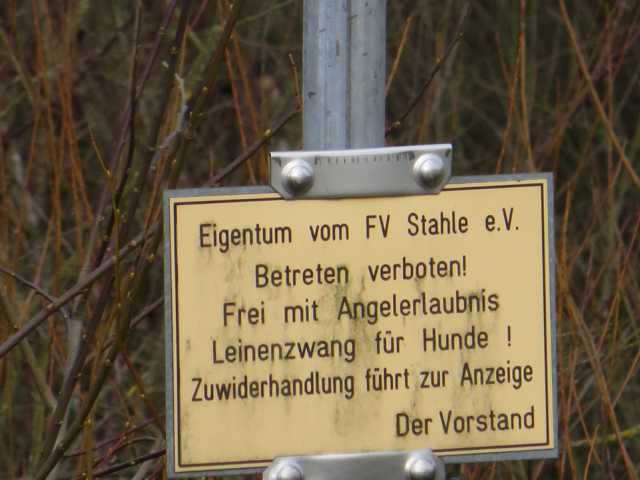 Eigentum vom FV Stahle e.V.
Betreten verboten!
Frei mit Angelerlaubnis
Leinenzwang für Hunde !
Zuwiderhandlung führt zur Anzeige
Der Vorstand